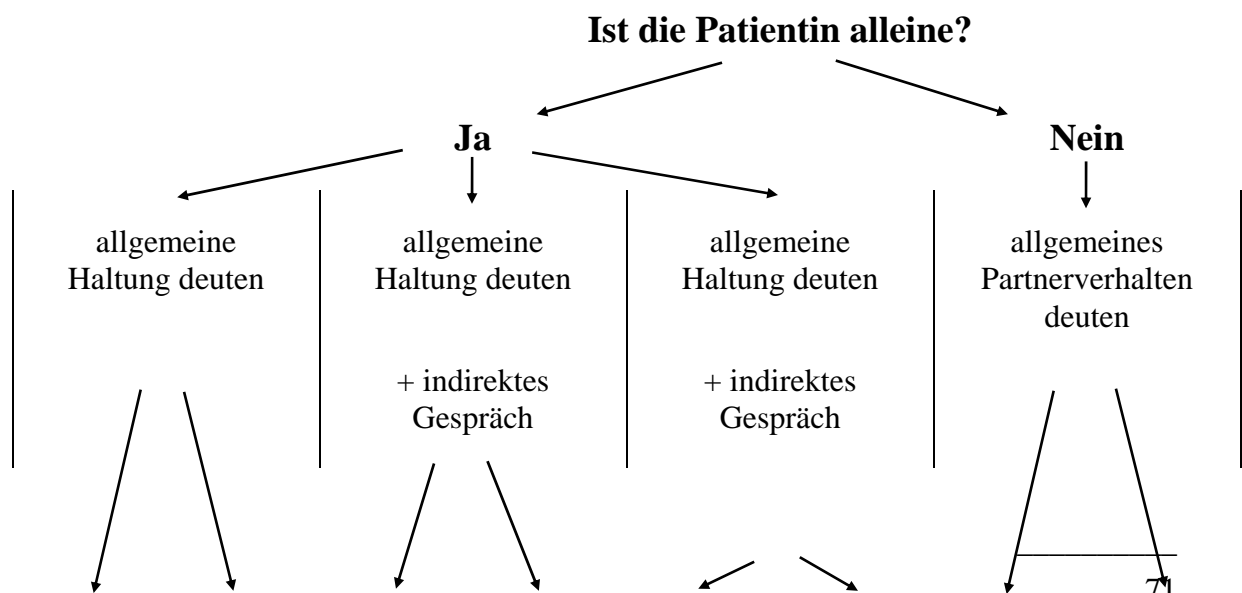 Ist die Patientin alleine?
Ja
Nein
allgemeine
Haltung deuten
+ indirektes
Gespräch
allgemeine
Haltung deuten
allgemeine
Haltung deuten
+ indirektes
Gespräch
allgemeines
Partnerverhalten
deuten
71